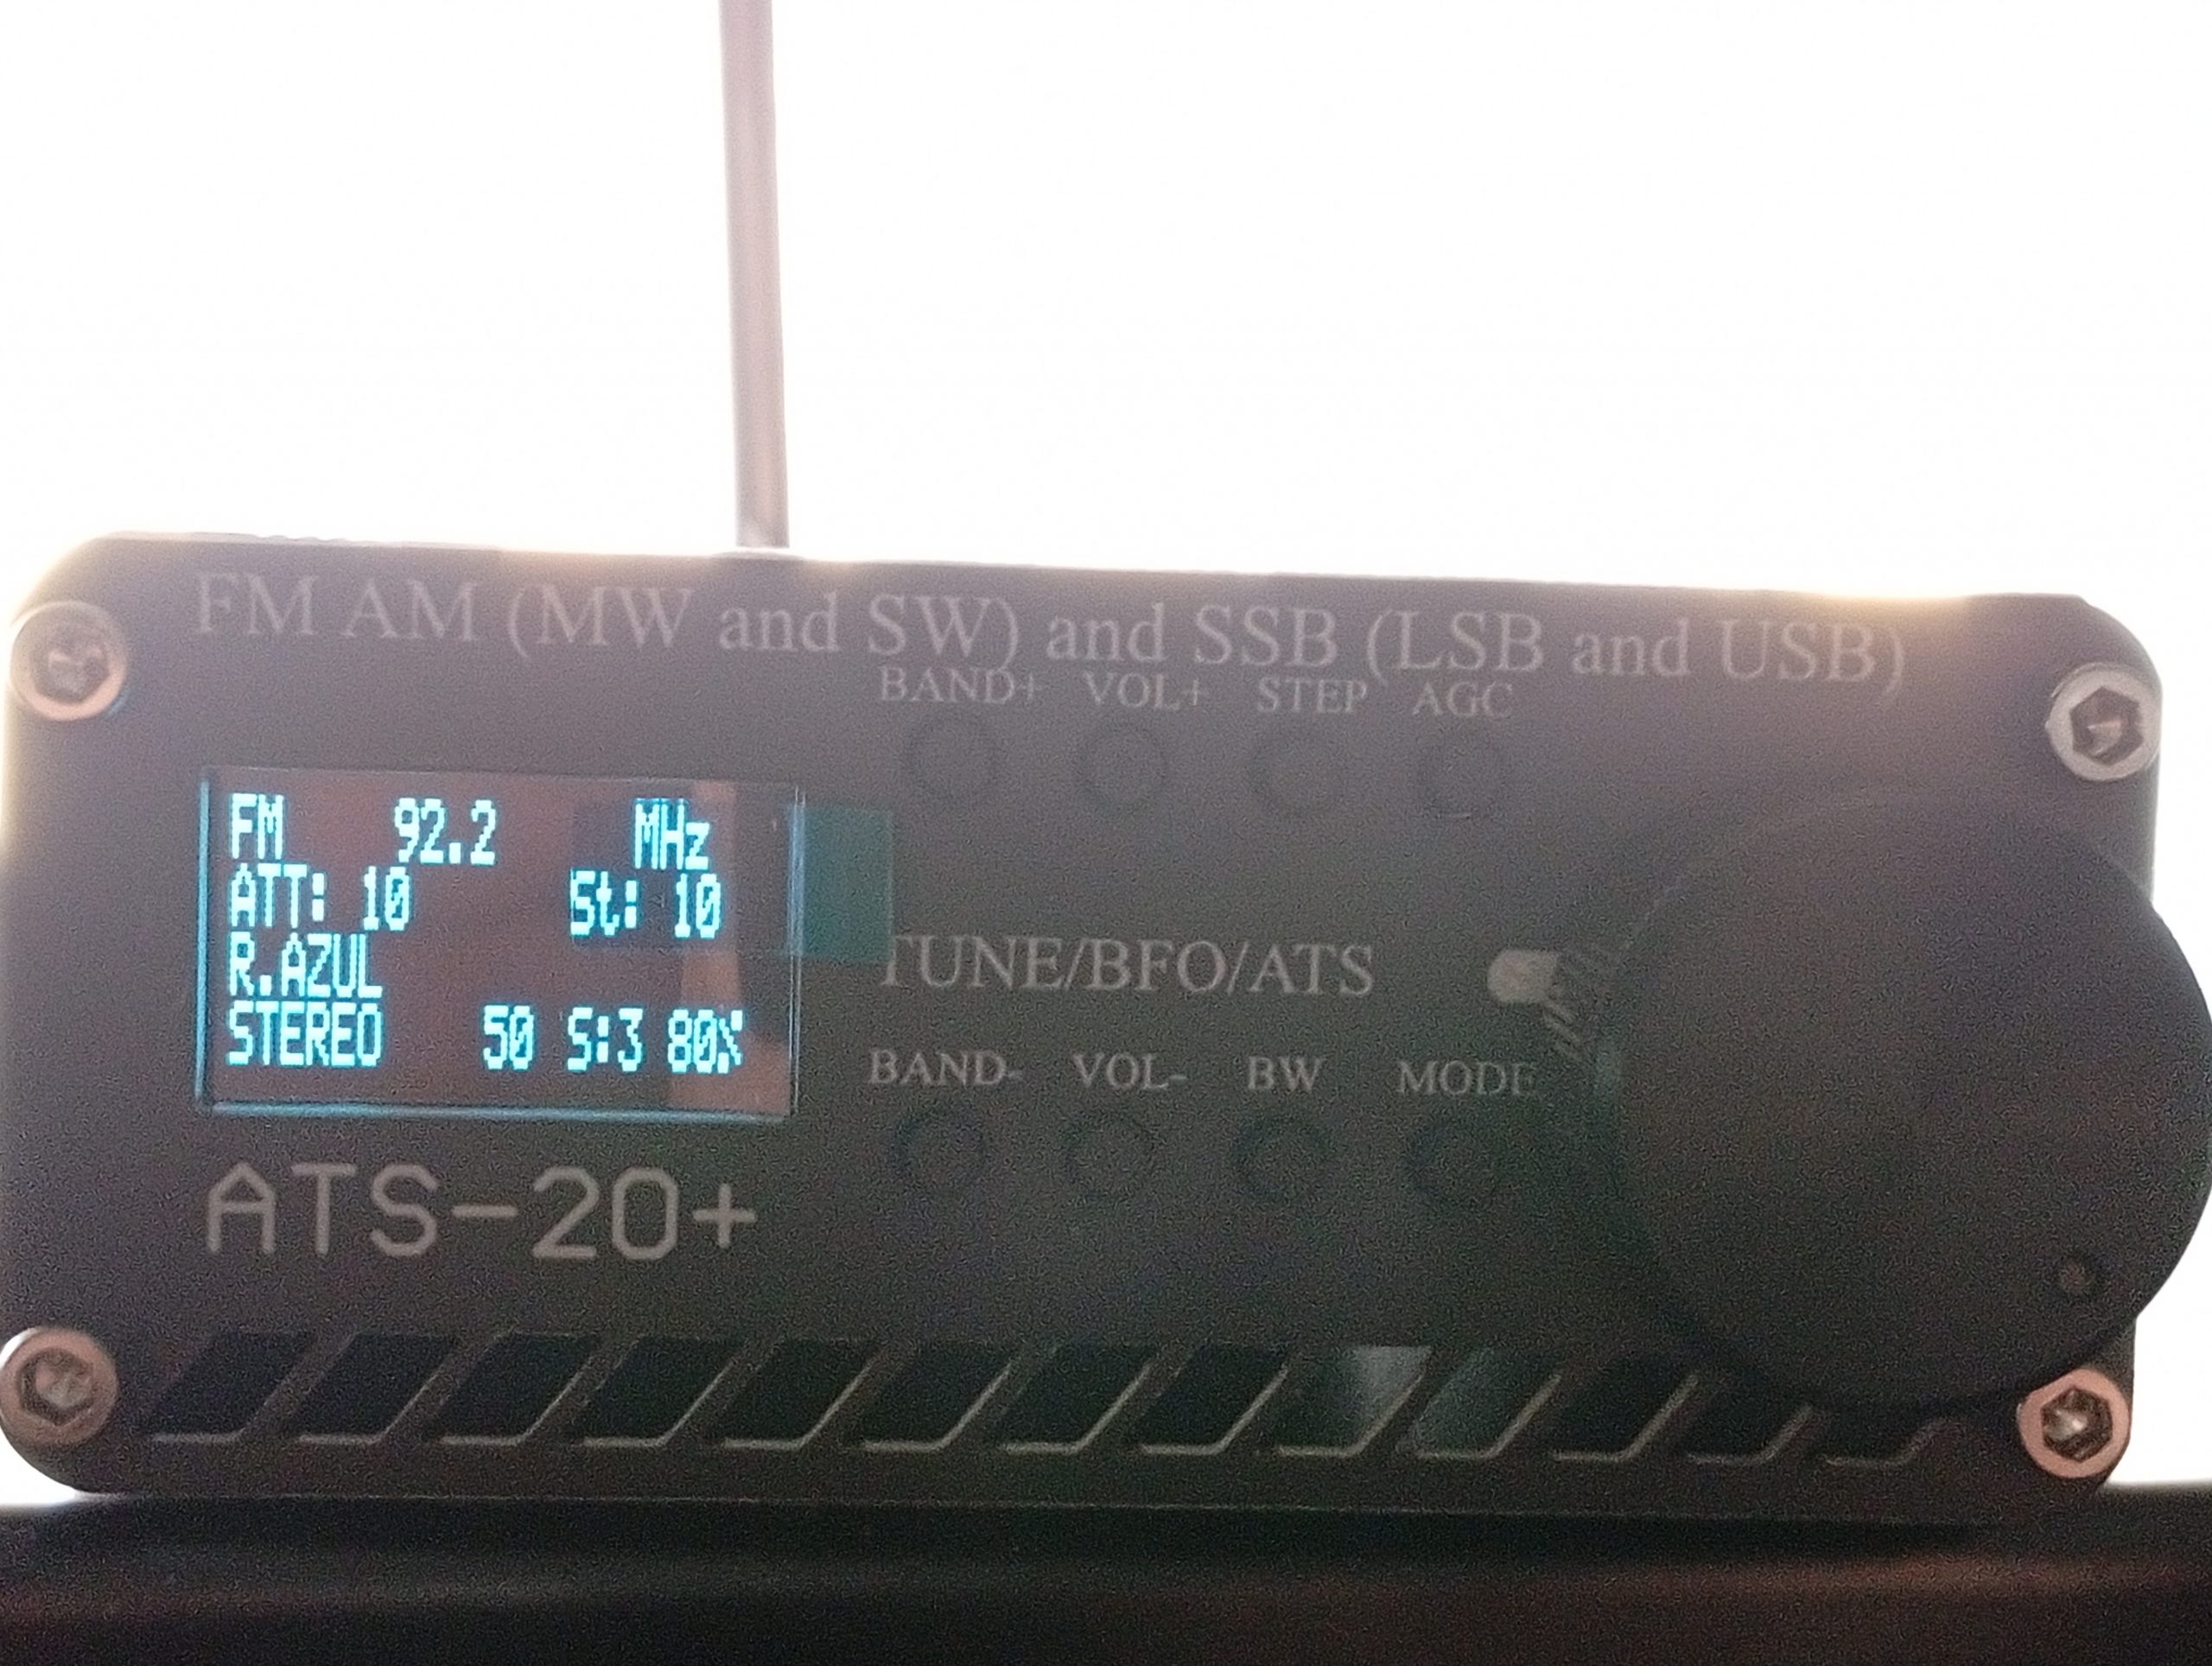 FM AM (MW and SW) and SSB (LSB and USB)
BAND+ VOL+ STEP AGC
FM 92.2 MHz
ATT: 10 St: 10
R.AZUL
STEREO 50 S:3 80%
TUNE/BFO/ATS
BAND- VOL- BW MODE
ATS-20+